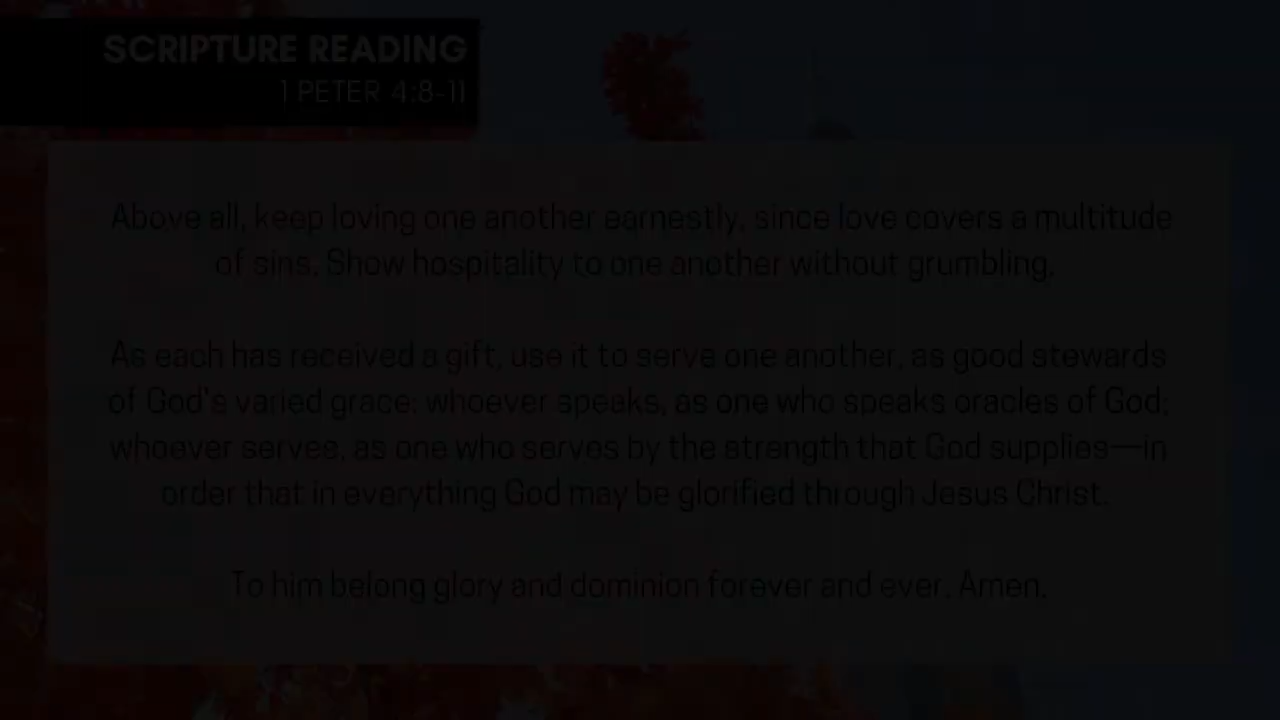 SCRIPTURE READING
1 PETER 4:8-11
Above all, keep loving one another earnestly, since love covers a multitude
of sins. Show hospitality to one another without grumbling.
As each has received a gift, use it to serve one another, as good stewards
of God's varied grace: whoever speaks, as one who speaks oracles of God;
whoever serves, as one who serves by the strength that God supplies—in
order that in everything God may be glorified through Jesus Christ.
To him belong glory and dominion forever and ever. Amen.